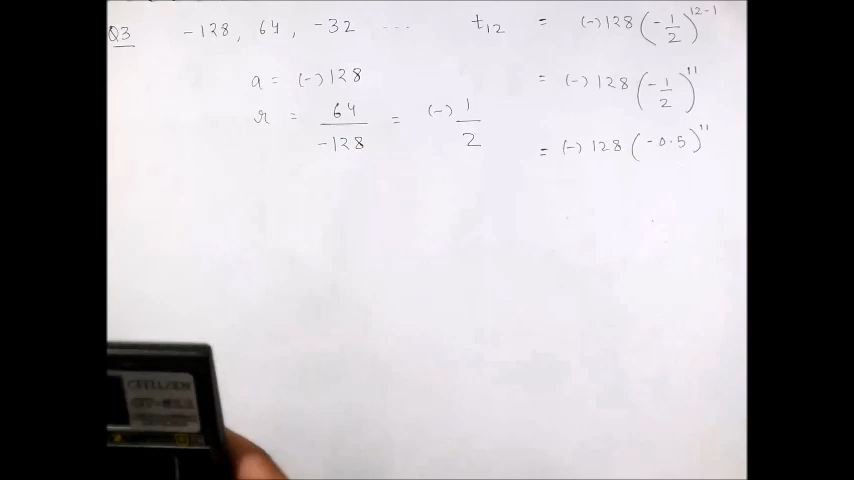 Q3 -128, 64, -32 ... t₁₂ = (-)128(-1/2)¹²⁻¹
a = (-)128 = (-)128(-1/2)¹¹
r = 64/-128 = (-)1/2 = (-)128(-0.5)¹¹
CITIZEN